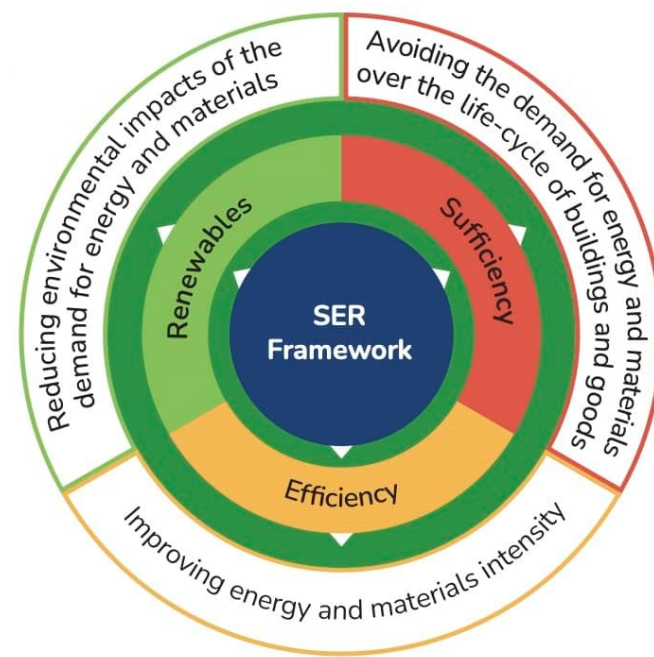 SER
Framework
Sufficiency
Efficiency
Renewables
Avoiding the demand for energy and materials
over the life-cycle of buildings and goods
Improving energy and materials intensity
Reducing environmental impacts of the
demand for energy and materials